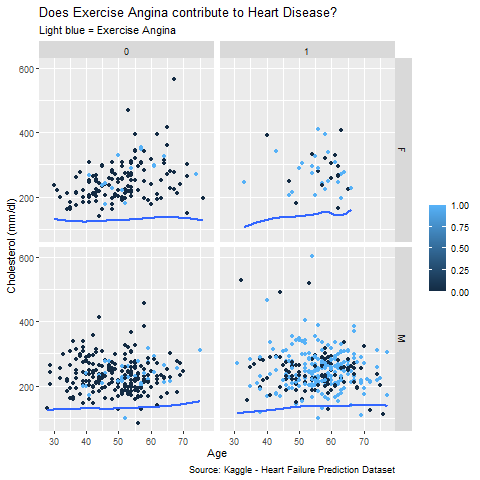 Does Exercise Angina contribute to Heart Disease?
Light blue = Exercise Angina
0 1
600
400
200
F
Cholesterol (mm/dl)
1.00
0.75
0.50
0.25
0.00
600
400
200
M
30 40 50 60 70 30 40 50 60 70
Age
Source: Kaggle - Heart Failure Prediction Dataset